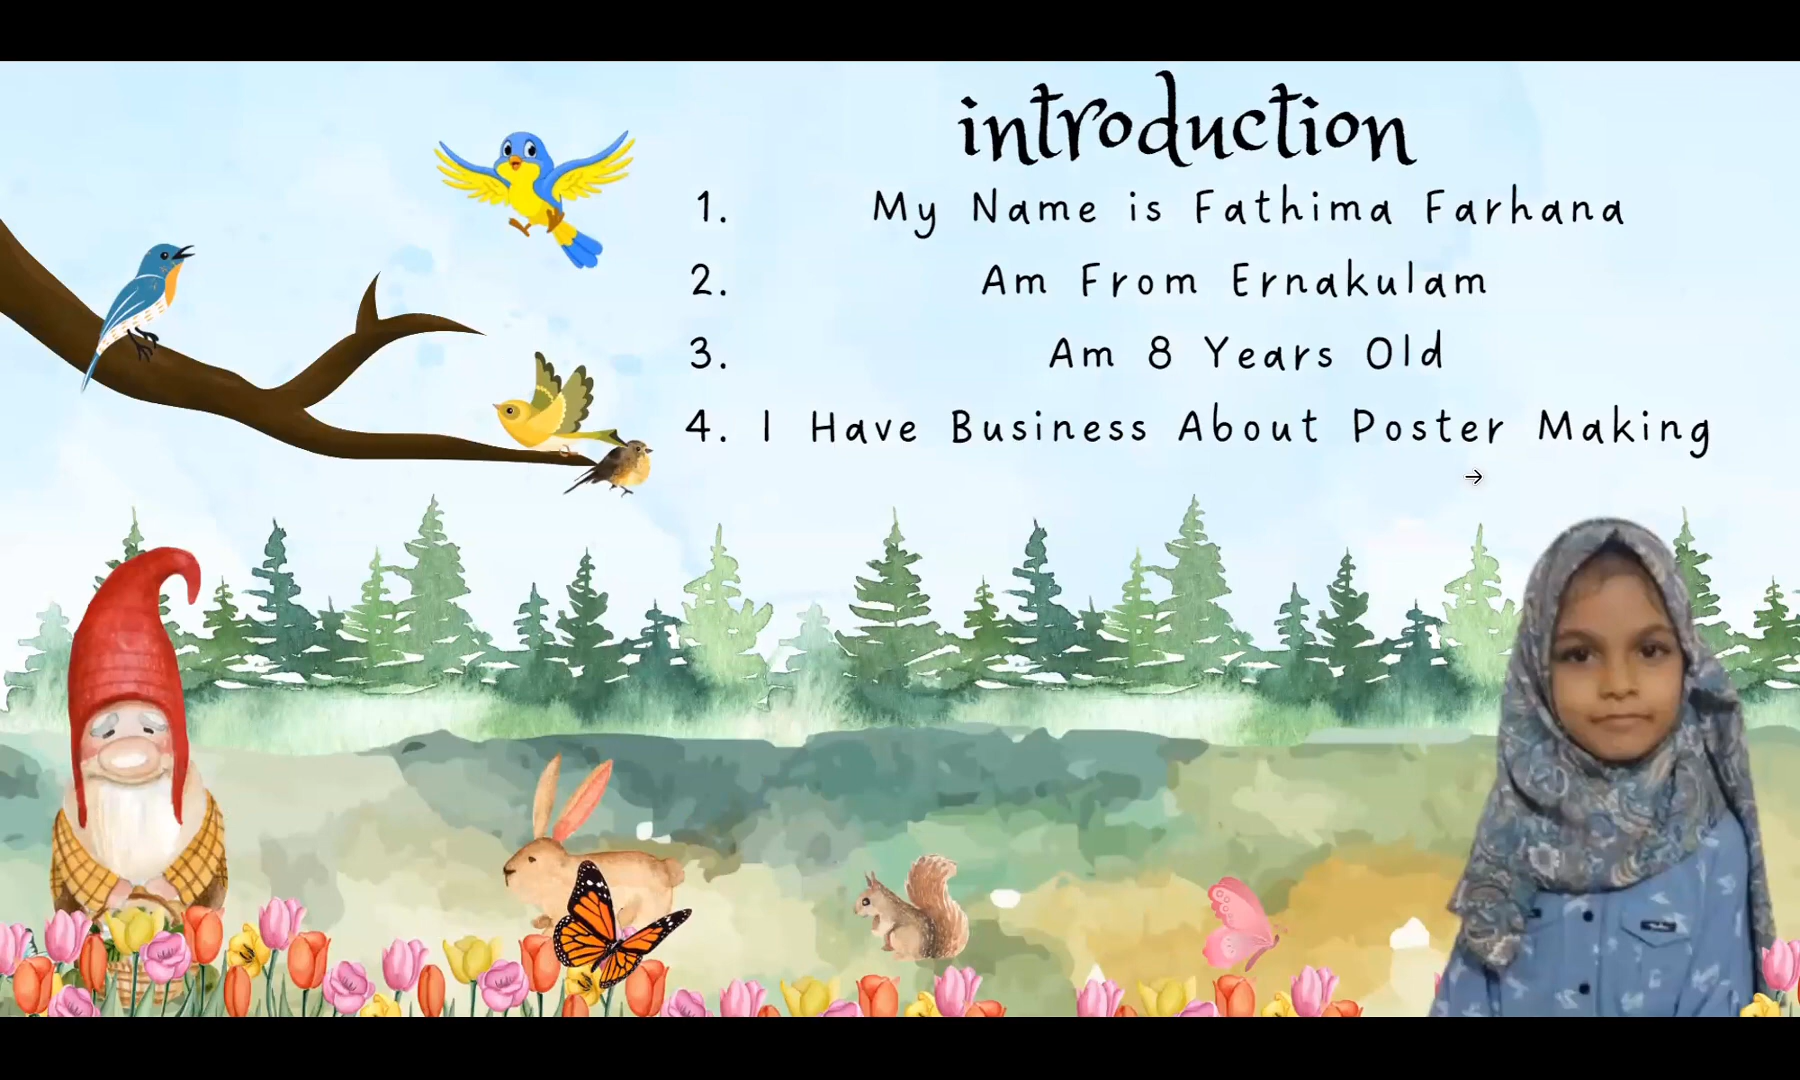 introduction
1. My Name is Fathima Farhana
2. Am From Ernakulam
3. Am 8 Years Old
4. I Have Business About Poster Making